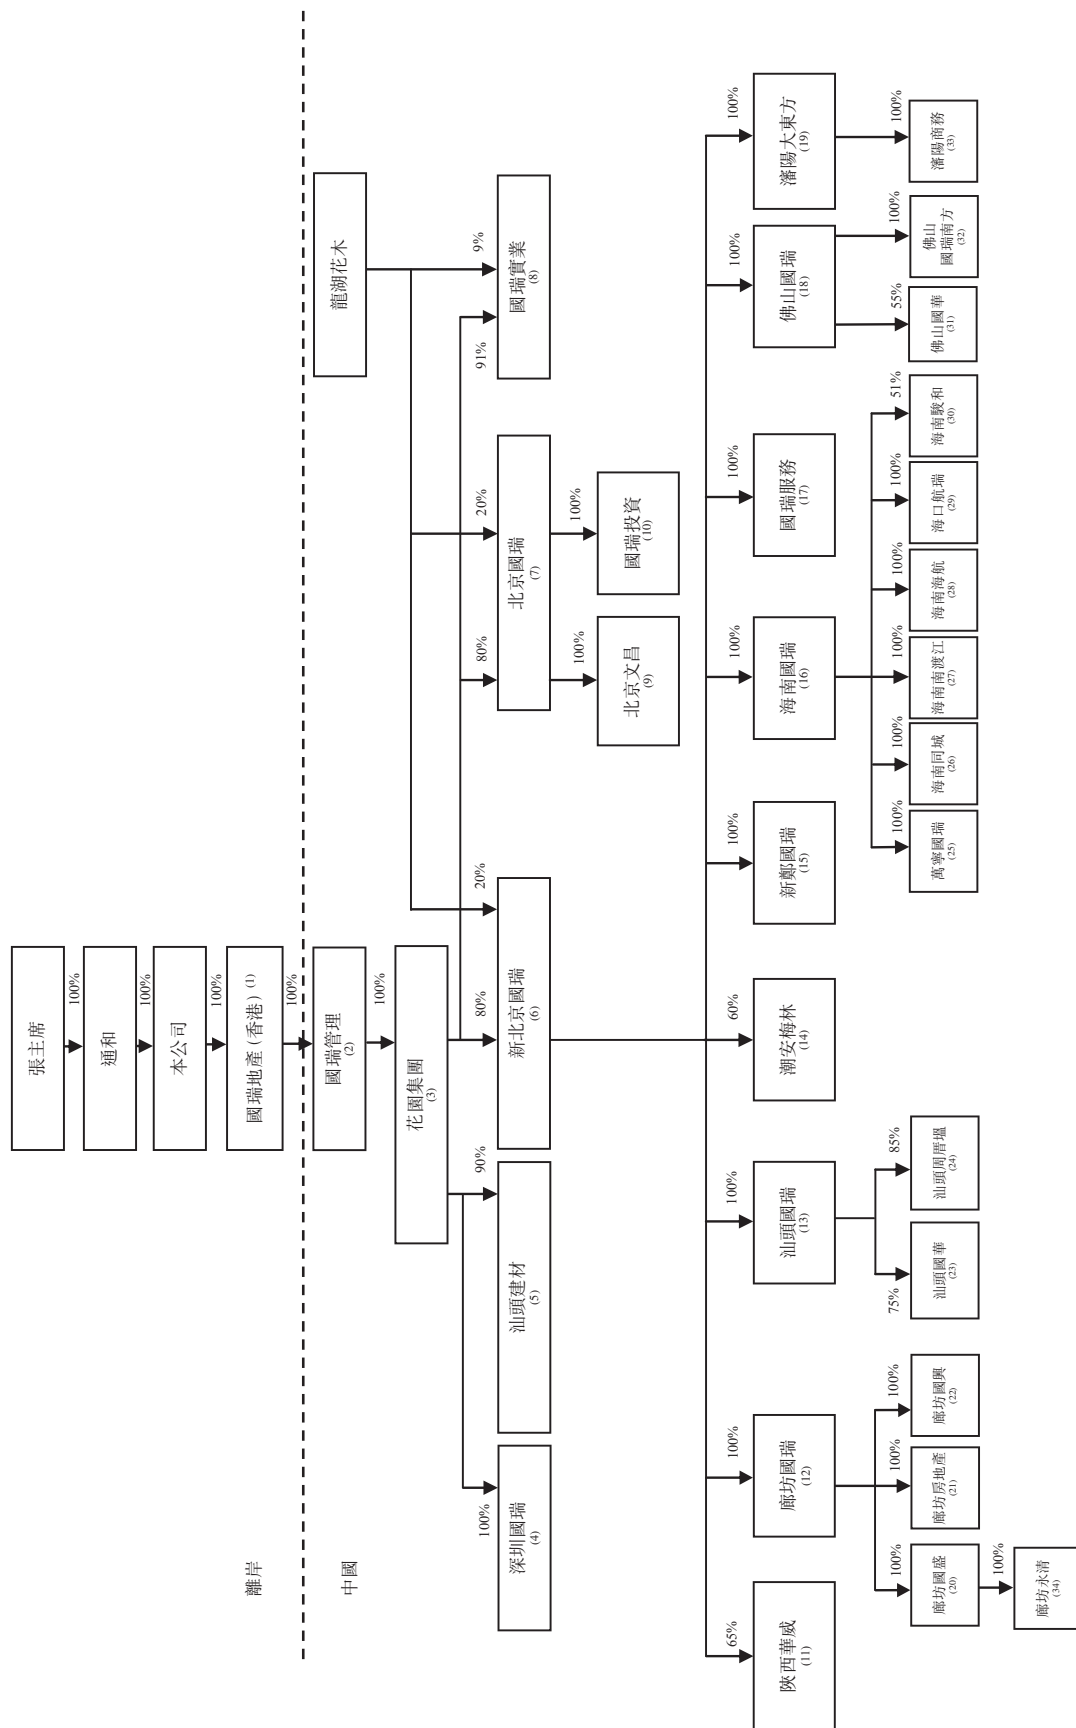 張主席
100%
通和
100%
本公司
100%
國瑞地產(香港)(1)
100%
離岸
中國
國瑞管理
(2)
龍湖花木
100%
花園集團
(3)
100%
90%
80%
20%
80%
20%
91%
9%
深圳國瑞
(4)
汕頭建材
(5)
新北京國瑞
(6)
北京國瑞
(7)
國瑞實業
(8)
100%
100%
北京文昌
(9)
國瑞投資
(10)
65%
100%
100%
60%
100%
100%
100%
100%
100%
陝西華威
(11)
廊坊國瑞
(12)
汕頭國瑞
(13)
潮安梅林
(14)
新鄭國瑞
(15)
海南國瑞
(16)
國瑞服務
(17)
佛山國瑞
(18)
瀋陽大東方
(19)
100%
100%
100%
75%
85%
100%
100%
100%
100%
100%
51%
55%
100%
100%
廊坊國盛
(20)
廊坊房地產
(21)
廊坊國興
(22)
汕頭國華
(23)
汕頭周厝塭
(24)
萬寧國瑞
(25)
海南同城
(26)
海南南渡江
(27)
海南海航
(28)
海口航瑞
(29)
海南駿和
(30)
佛山國華
(31)
佛山
國瑞南方
(32)
瀋陽商務
(33)
100%
廊坊永清
(34)